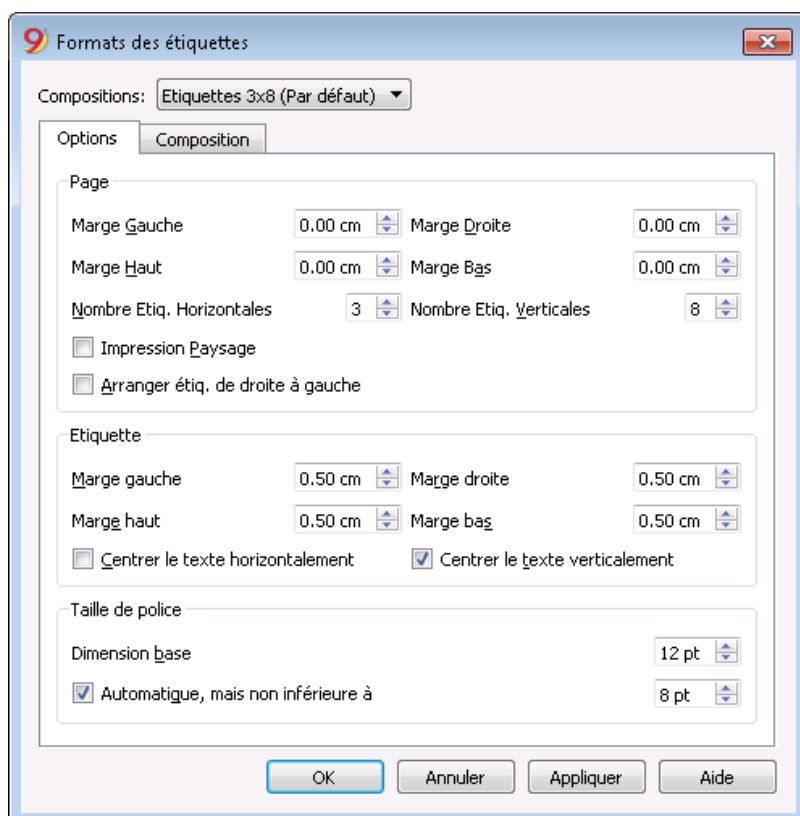 9 Formats des étiquettes
Compositions: Etiquettes 3x8 (Par défaut)
Options Composition
Page
Marge Gauche 0.00 cm Marge Droite 0.00 cm
Marge Haut 0.00 cm Marge Bas 0.00 cm
Nombre Etiq. Horizontales 3 Nombre Etiq. Verticales 8
Impression Paysage
Arranger étiq. de droite à gauche
Etiquette
Marge gauche 0.50 cm Marge droite 0.50 cm
Marge haut 0.50 cm Marge bas 0.50 cm
Centrer le texte horizontalement Centrer le texte verticalement
Taille de police
Dimension base 12 pt
Automatigue, mais non inférieure à 8 pt
OK Annuler Appliquer Aide